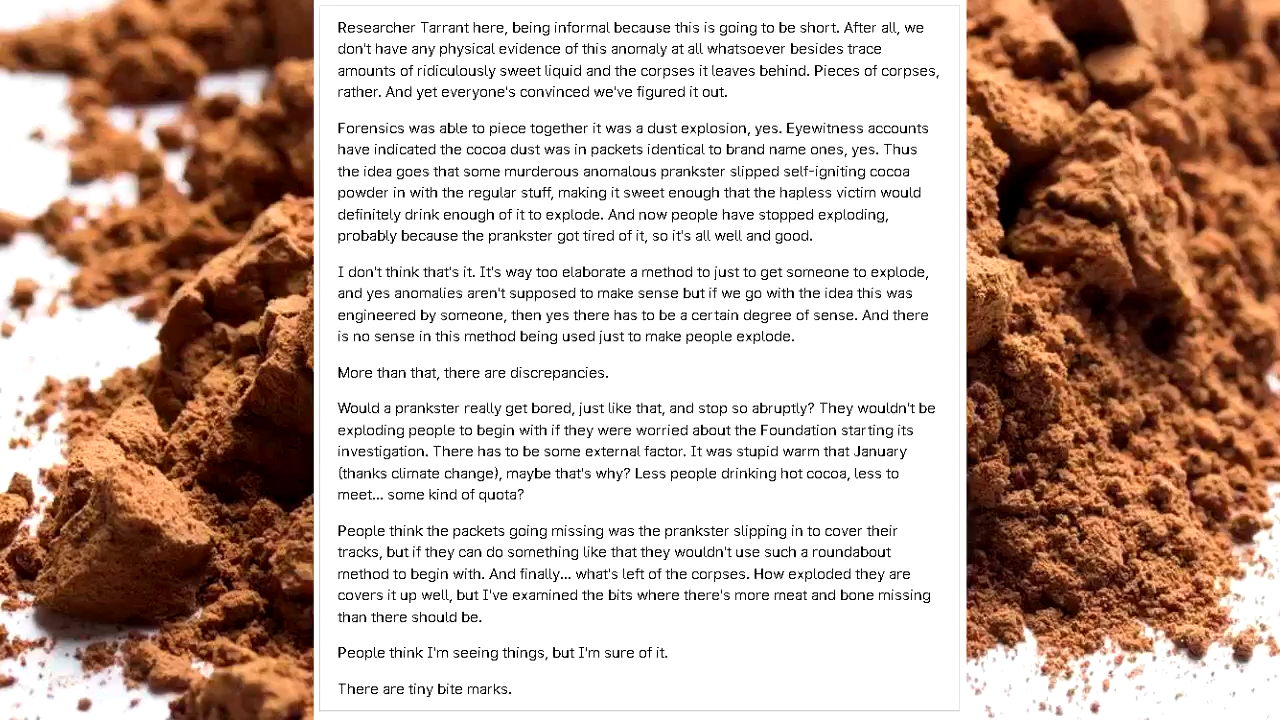 Researcher Tarrant here, being informal because this is going to be short. After all, we
don't have any physical evidence of this anomaly at all whatsoever besides trace
amounts of ridiculously sweet liquid and the corpses it leaves behind. Pieces of corpses,
rather. And yet everyone's convinced we've figured it out.
Forensics was able to piece together it was a dust explosion, yes. Eyewitness accounts
have indicated the cocoa dust was in packets identical to brand name ones, yes. Thus
the idea goes that some murderous anomalous prankster slipped self-igniting cocoa
powder in with the regular stuff, making it sweet enough that the hapless victim would
definitely drink enough of it to explode. And now people have stopped exploding,
probably because the prankster got tired of it, so it's all well and good.
I don't think that's it. It's way too elaborate a method to just to get someone to explode,
and yes anomalies aren't supposed to make sense but if we go with the idea this was
engineered by someone, then yes there has to be a certain degree of sense. And there
is no sense in this method being used just to make people explode.
More than that, there are discrepancies.
Would a prankster really get bored, just like that, and stop so abruptly? They wouldn't be
exploding people to begin with if they were worried about the Foundation starting its
investigation. There has to be some external factor. It was stupid warm that January
(thanks climate change), maybe that's why? Less people drinking hot cocoa, less to
meet... some kind of quota?
People think the packets going missing was the prankster slipping in to cover their
tracks, but if they can do something like that they wouldn't use such a roundabout
method to begin with. And finally... what's left of the corpses. How exploded they are
covers it up well, but I've examined the bits where there's more meat and bone missing
than there should be.
People think I'm seeing things, but I'm sure of it.
There are tiny bite marks.